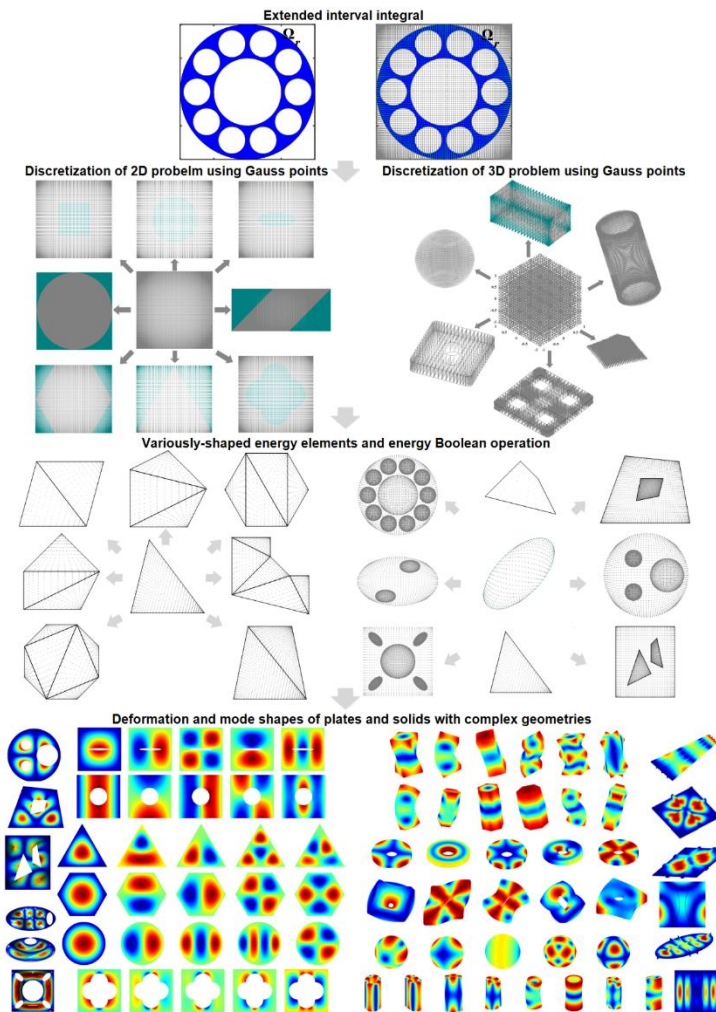 Extended interval integral
Ωr
Ωr
Discretization of 2D probelm using Gauss points
Discretization of 3D problem using Gauss points
Variously-shaped energy elements and energy Boolean operation
Deformation and mode shapes of plates and solids with complex geometries